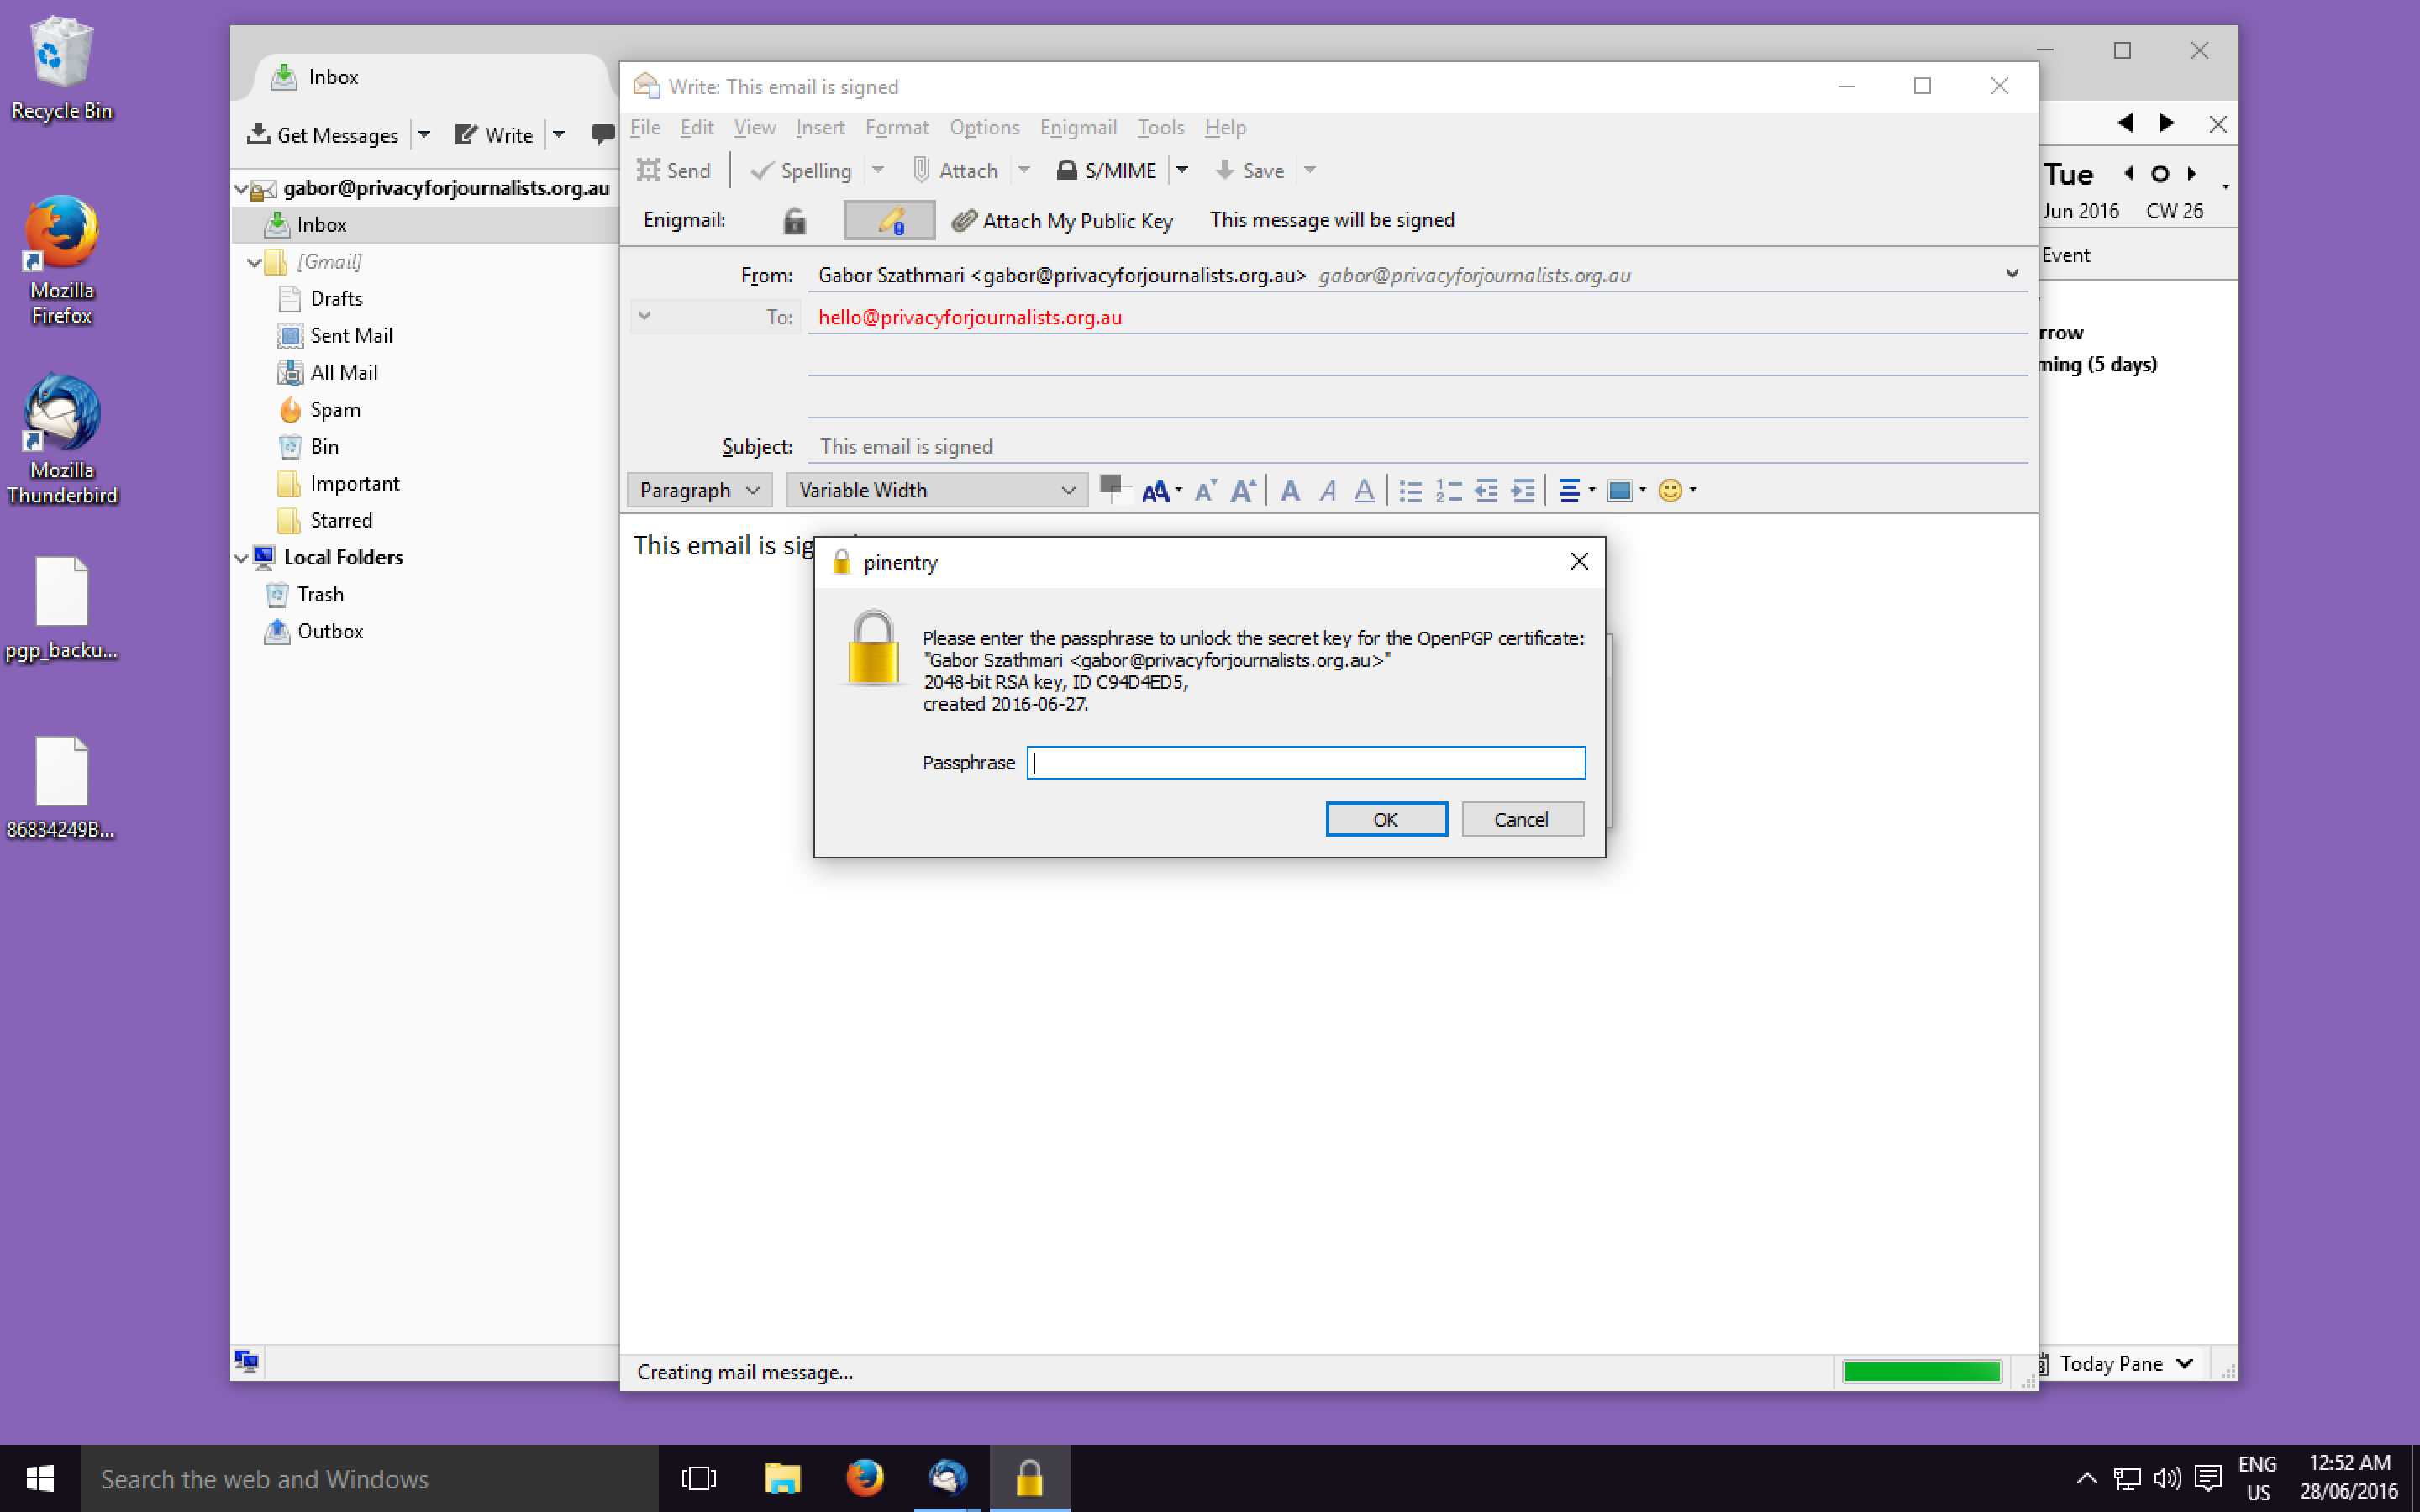 Recycle Bin
Mozilla
Firefox
Mozilla
Thunderbird
pgp_backu...
86834249B...
Inbox
Get Messages
Write
gabor@privacyforjournalists.org.au
Inbox
[Gmail]
Drafts
Sent Mail
All Mail
Spam
Bin
Important
Starred
Local Folders
Trash
Outbox
Write: This email is signed
File Edit View Insert Format Options Enigmail Tools Help
Send Spelling Attach S/MIME Save
Enigmail: Attach My Public Key This message will be signed
From: Gabor Szathmari <gabor@privacyforjournalists.org.au> gabor@privacyforjournalists.org.au
To: hello@privacyforjournalists.org.au
Subject: This email is signed
Paragraph Variable Width
This email is sig
pinentry
Please enter the passphrase to unlock the secret key for the OpenPGP certificate:
"Gabor Szathmari <gabor@privacyforjournalists.org.au>"
2048-bit RSA key, ID C94D4ED5,
created 2016-06-27.
Passphrase
OK Cancel
Creating mail message...
Tue
Jun 2016 CW 26
Event
rrow
ming (5 days)
Today Pane
Search the web and Windows
ENG
US
12:52 AM
28/06/2016